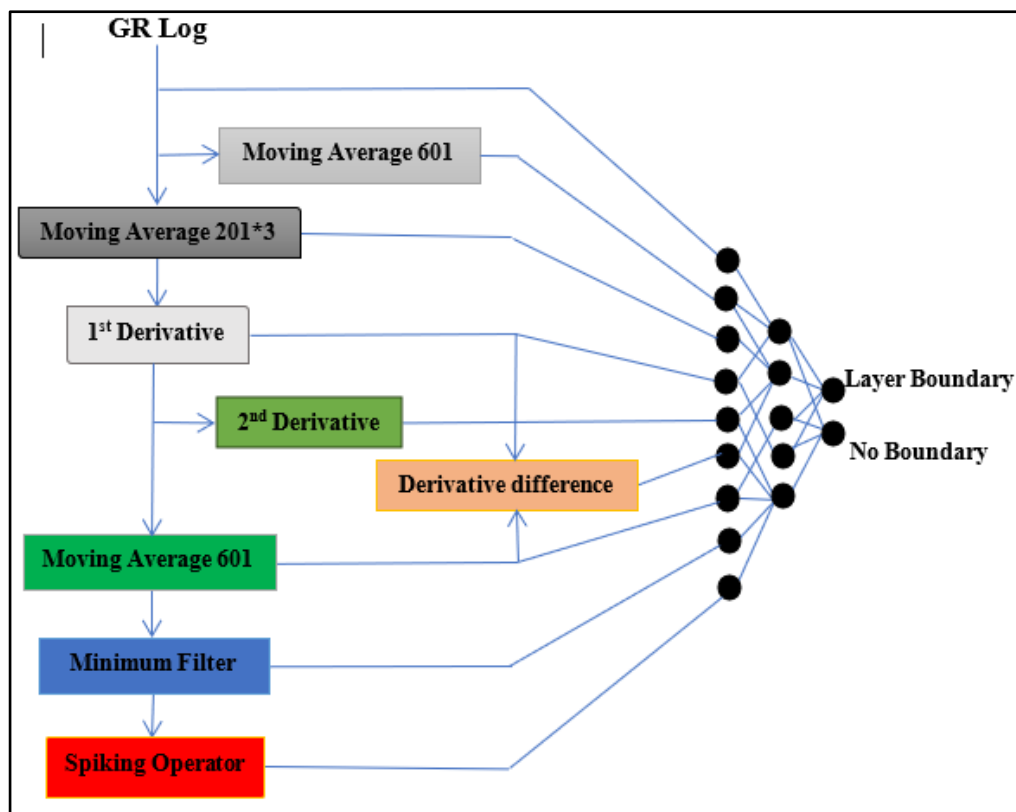 GR Log
Moving Average 601
Moving Average 201*3
1st Derivative
2nd Derivative
Derivative difference
Moving Average 601
Minimum Filter
Spiking Operator
Layer Boundary
No Boundary